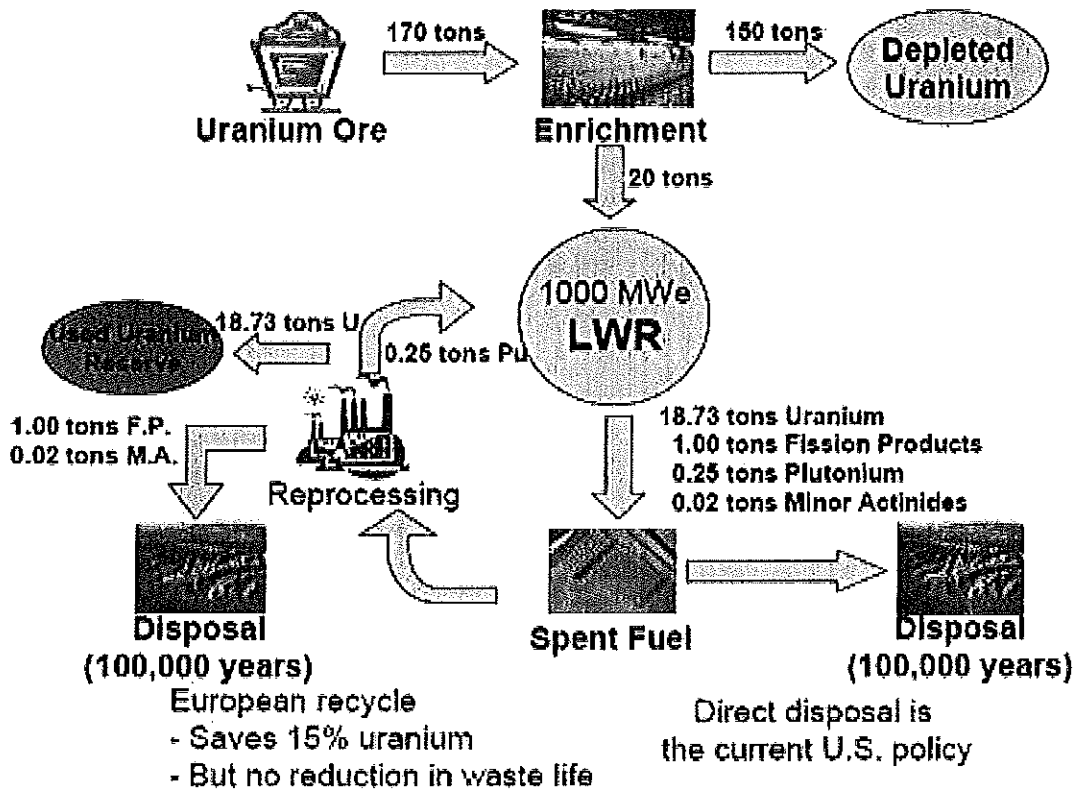 170 tons
150 tons
Depleted
Uranium
Uranium Ore
Enrichment
20 tons
1000 MWe
LWR
18.73 tons U
Used Uranium
Reserve
0.25 tons Pu
1.00 tons F.P.
0.02 tons M.A.
Reprocessing
18.73 tons Uranium
1.00 tons Fission Products
0.25 tons Plutonium
0.02 tons Minor Actinides
Disposal
(100,000 years)
Spent Fuel
Disposal
(100,000 years)
European recycle
- Saves 15% uranium
- But no reduction in waste life
Direct disposal is
the current U.S. policy